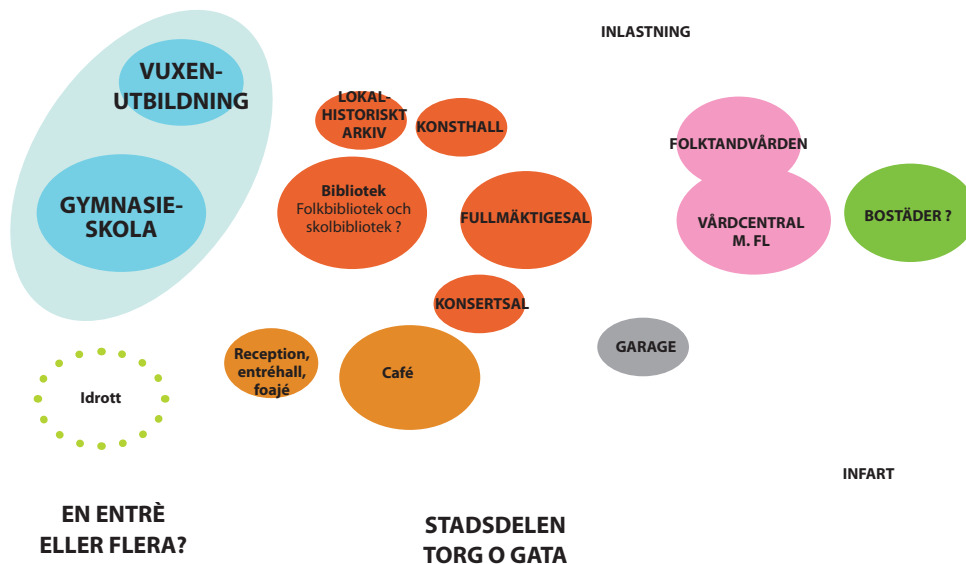 INLASTNING
VUXEN-
UTBILDNING
LOKAL-
HISTORISKT
ARKIV
KONSTHALL
FOLKTANDVÅRDEN
GYMNASIE-
SKOLA
Bibliotek
Folkbibliotek och
skolbibliotek ?
FULLMÄKTIGESAL
VÅRDCENTRAL
M. FL
BOSTÄDER ?
KONSERTSAL
Reception,
entréhall,
foajé
Café
GARAGE
Idrott
INFART
EN ENTRÈ
ELLER FLERA?
STADSDELEN
TORG O GATA